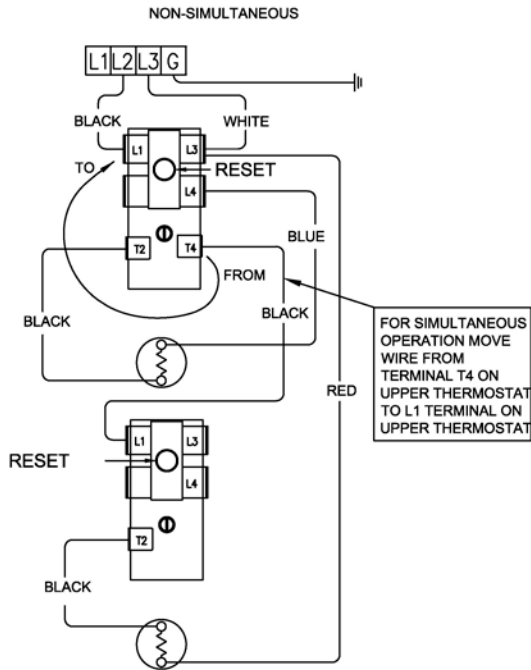 NON-SIMULTANEOUS
L1 L2 L3 G
BLACK
WHITE
TO
L1
L3
RESET
L4
BLUE
T2
T4
FROM
BLACK
BLACK
FOR SIMULTANEOUS
OPERATION MOVE
WIRE FROM
TERMINAL T4 ON
UPPER THERMOSTAT
TO L1 TERMINAL ON
UPPER THERMOSTAT
RED
L1
L3
RESET
L4
T2
BLACK